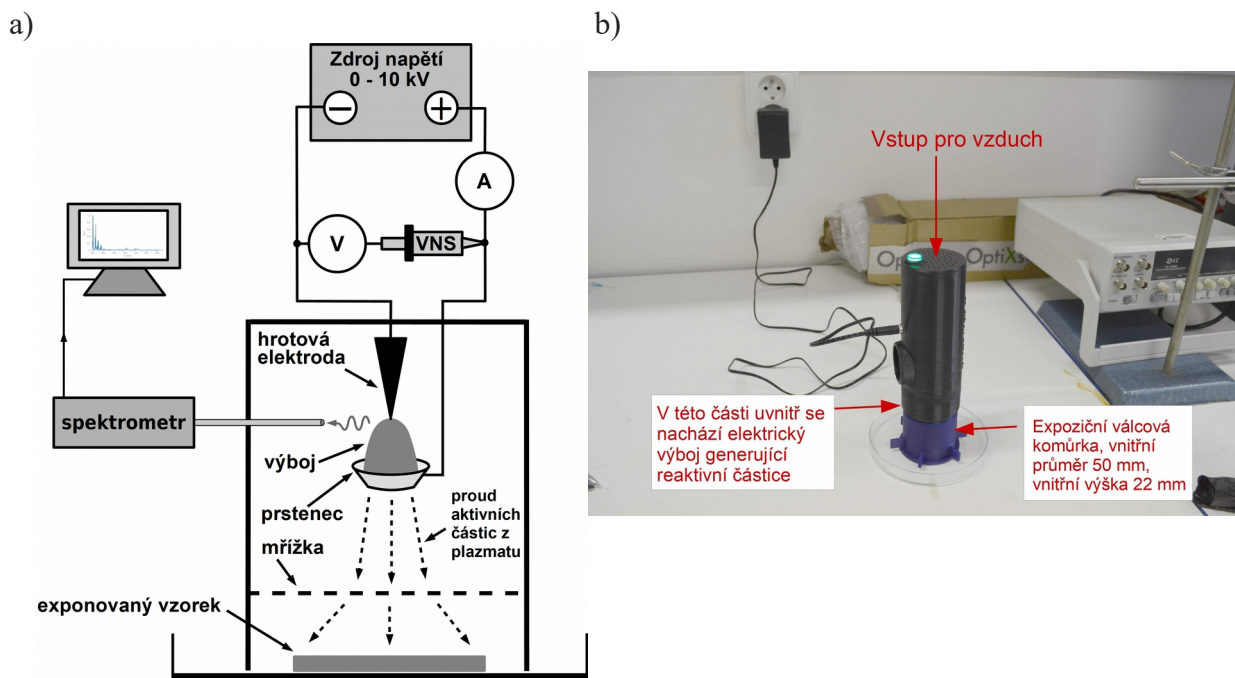 a)
Zdroj napětí
0 - 10 kV
A
V
VNS
hrotová
elektroda
spektrometr
výboj
prstenec
proud
aktivních
částic z
plazmatu
mřížka
exponovaný vzorek
b)
Vstup pro vzduch
OptiXs
V této části uvnitř se
nachází elektrický
výboj generující
reaktivní částice
Expoziční válcová
komůrka, vnitřní
průměr 50 mm,
vnitřní výška 22 mm